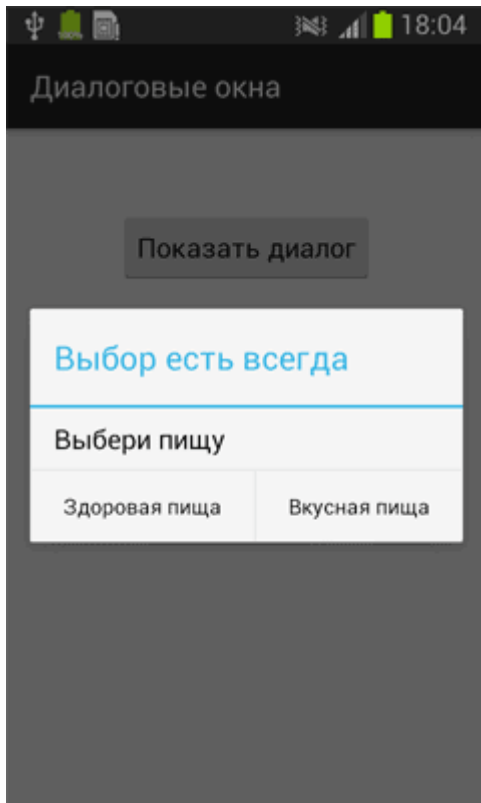 18:04
Диалоговые окна
Показать диалог
Выбор есть всегда
Выбери пищу
Здоровая пища
Вкусная пища